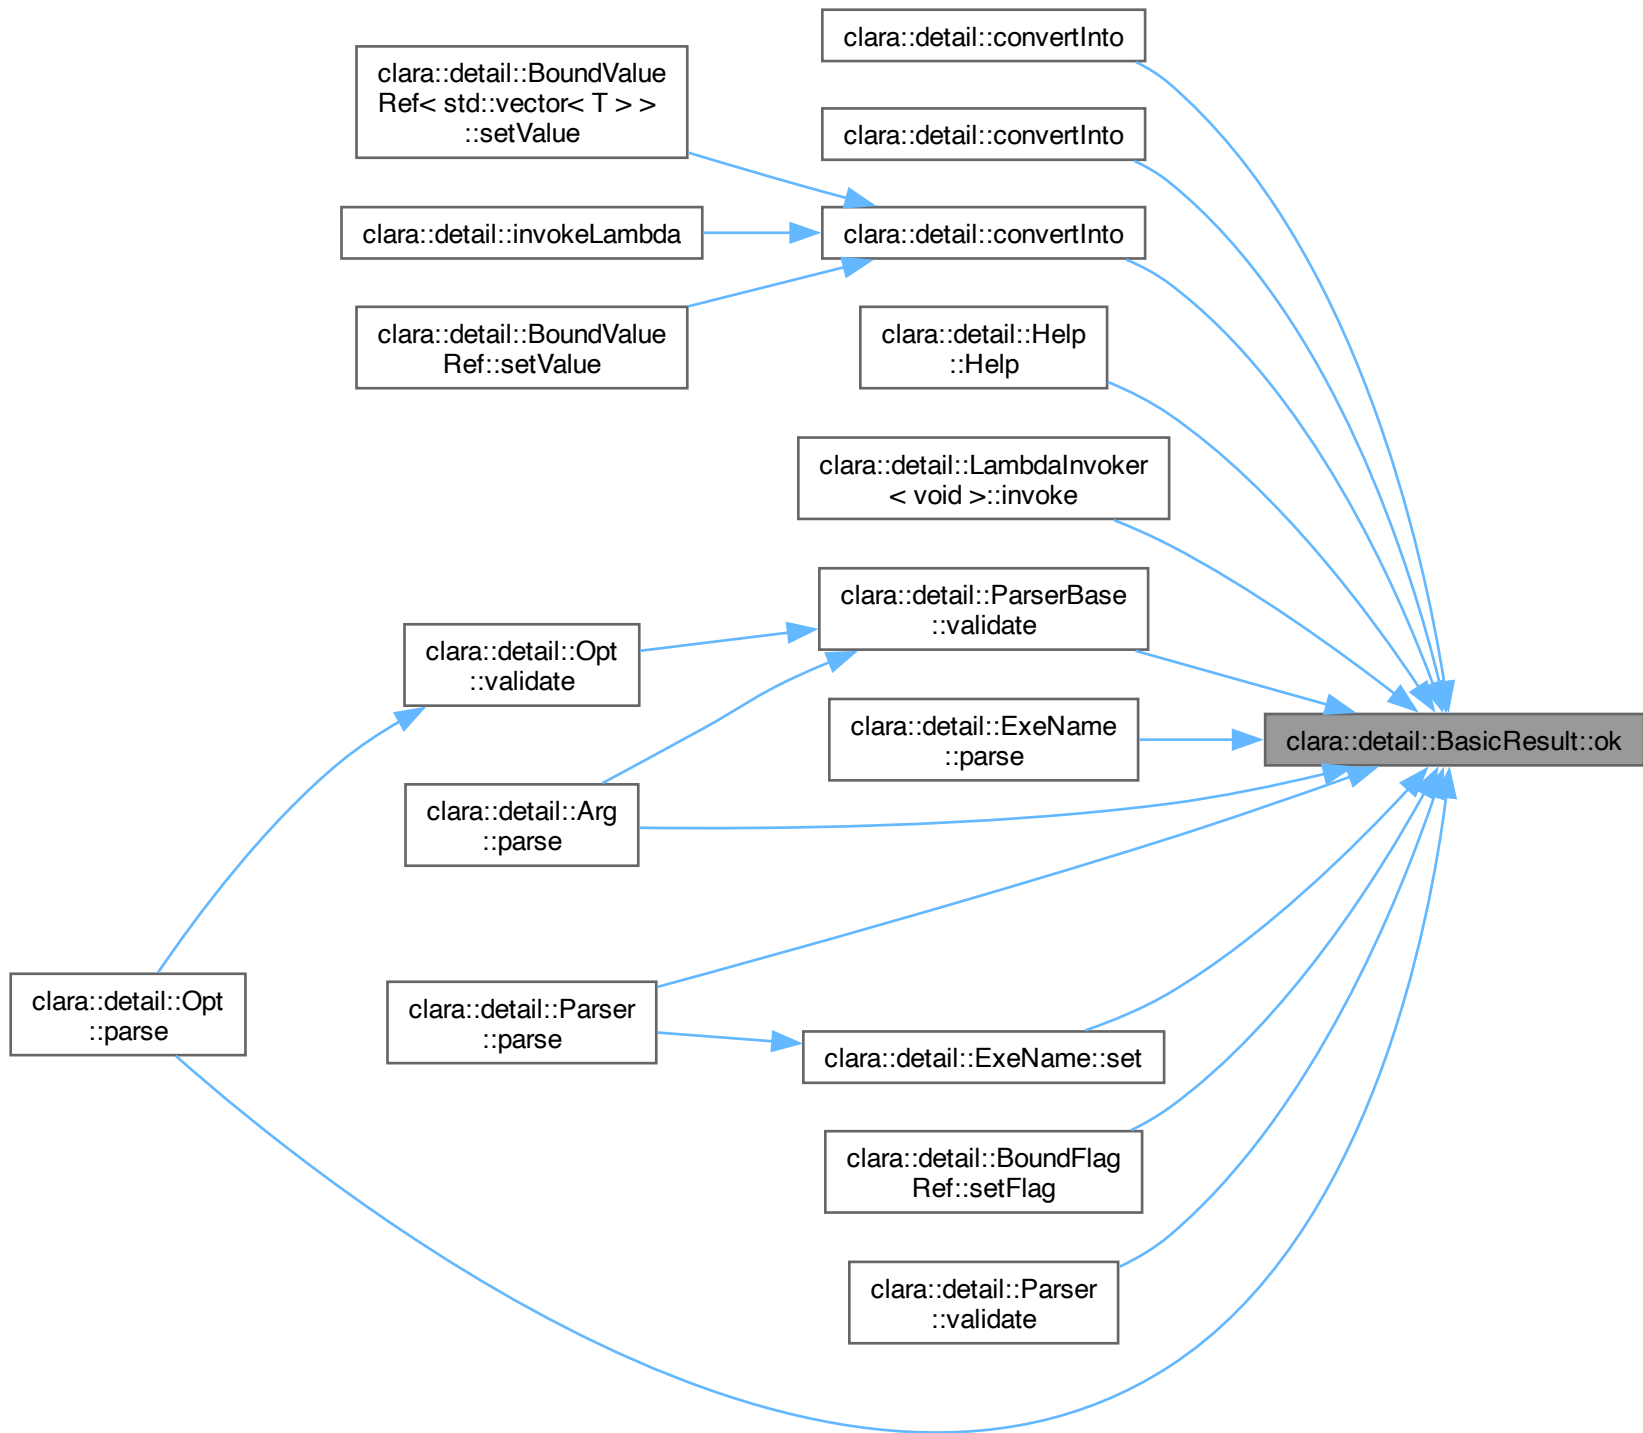 clara::detail::convertInto
clara::detail::BoundValue
Ref< std::vector< T > >
::setValue
clara::detail::convertInto
clara::detail::invokeLambda
clara::detail::convertInto
clara::detail::BoundValue
Ref::setValue
clara::detail::Help
::Help
clara::detail::LambdaInvoker
< void >::invoke
clara::detail::ParserBase
::validate
clara::detail::Opt
::validate
clara::detail::ExeName
::parse
clara::detail::BasicResult::ok
clara::detail::Arg
::parse
clara::detail::Opt
::parse
clara::detail::Parser
::parse
clara::detail::ExeName::set
clara::detail::BoundFlag
Ref::setFlag
clara::detail::Parser
::validate